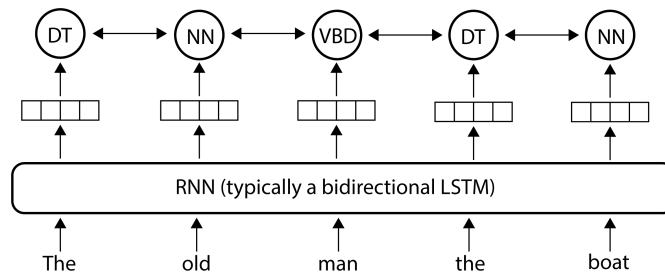 DT NN VBD DT NN
RNN (typically a bidirectional LSTM)
The old man the boat